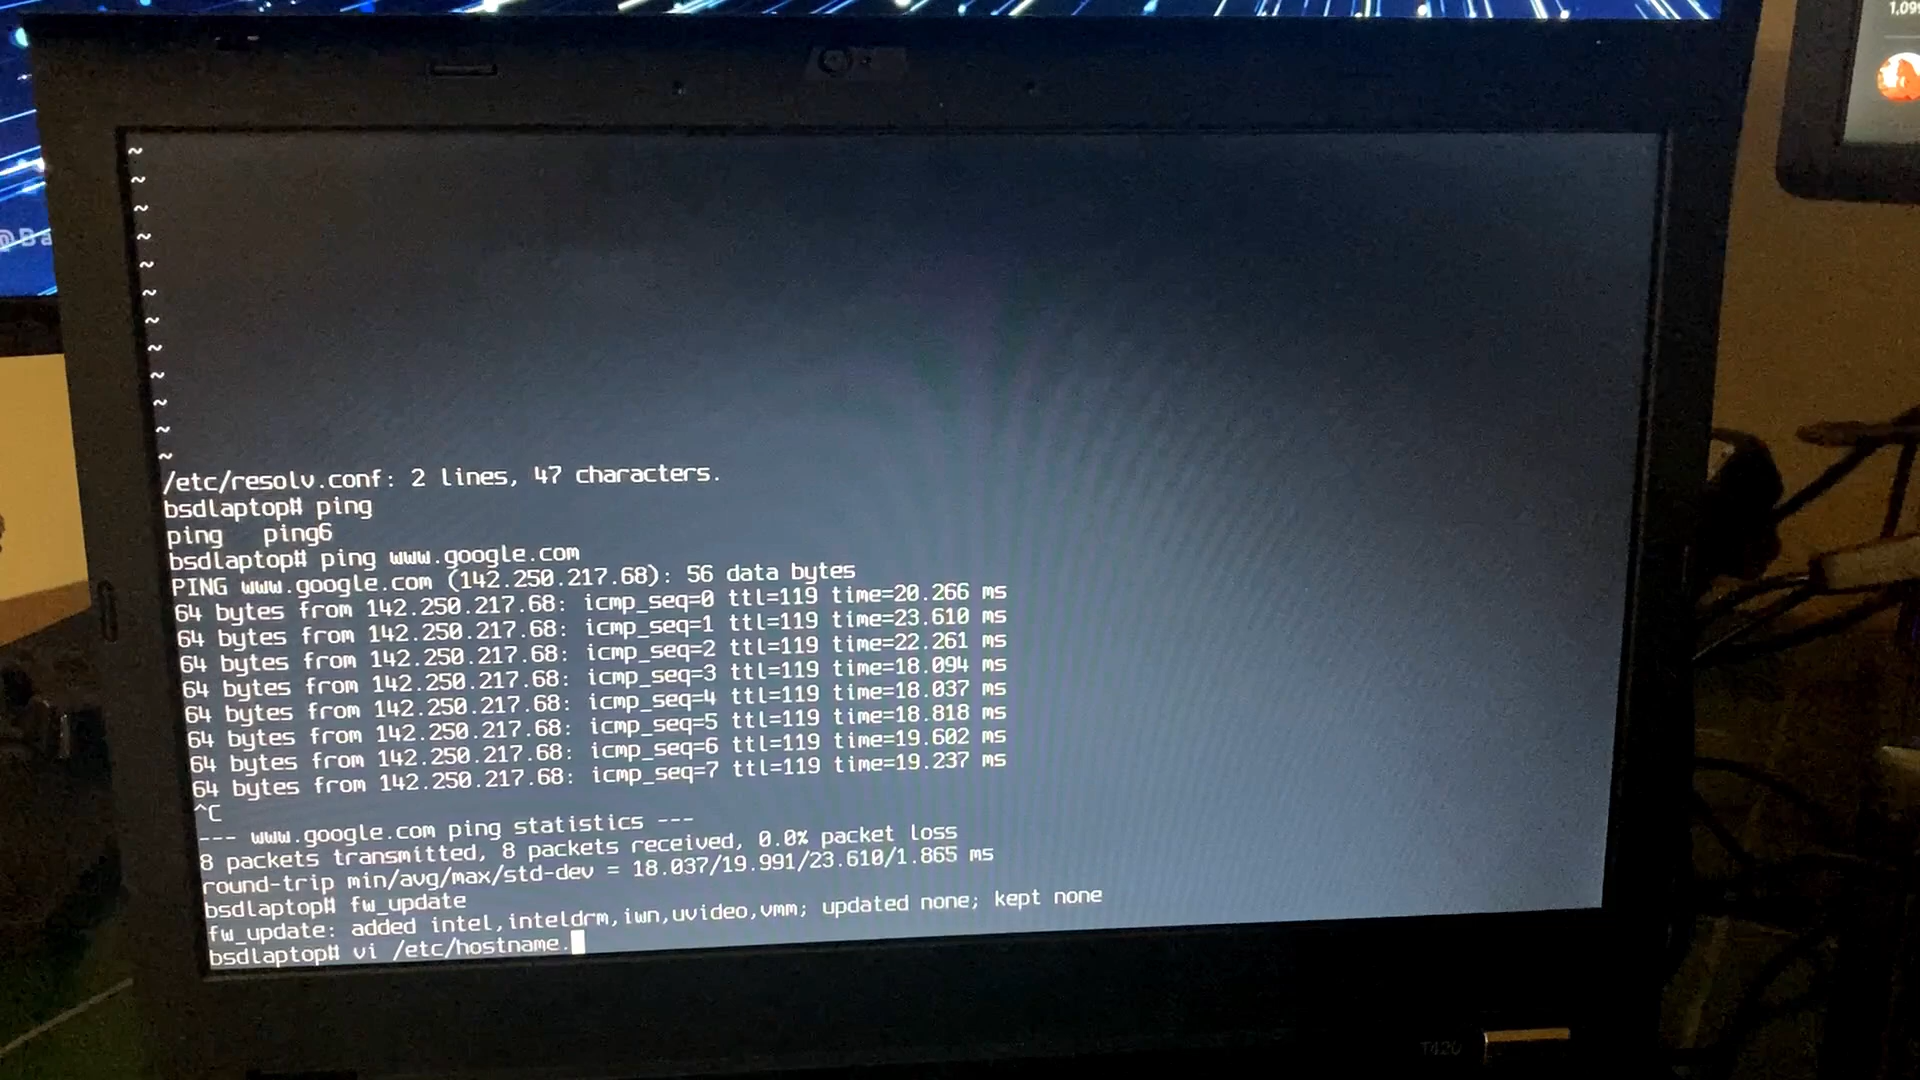 1,099
@Ba
~
~
~
~
~
~
~
~
~
~
~
~
/etc/resolv.conf: 2 lines, 47 characters.
bsdlaptop# ping
ping ping6
bsdlaptop# ping www.google.com
PING www.google.com (142.250.217.68): 56 data bytes
64 bytes from 142.250.217.68: icmp_seq=0 ttl=119 time=20.266 ms
64 bytes from 142.250.217.68: icmp_seq=1 ttl=119 time=23.610 ms
64 bytes from 142.250.217.68: icmp_seq=2 ttl=119 time=22.261 ms
64 bytes from 142.250.217.68: icmp_seq=3 ttl=119 time=18.094 ms
64 bytes from 142.250.217.68: icmp_seq=4 ttl=119 time=18.037 ms
64 bytes from 142.250.217.68: icmp_seq=5 ttl=119 time=18.818 ms
64 bytes from 142.250.217.68: icmp_seq=6 ttl=119 time=19.602 ms
64 bytes from 142.250.217.68: icmp_seq=7 ttl=119 time=19.237 ms
^C
--- www.google.com ping statistics ---
8 packets transmitted, 8 packets received, 0.0% packet loss
round-trip min/avg/max/std-dev = 18.037/19.991/23.610/1.865 ms
bsdlaptop# fw_update
fw_update: added intel,inteldrm,iwn,uvideo,vmm; updated none; kept none
bsdlaptop# vi /etc/hostname.
T420